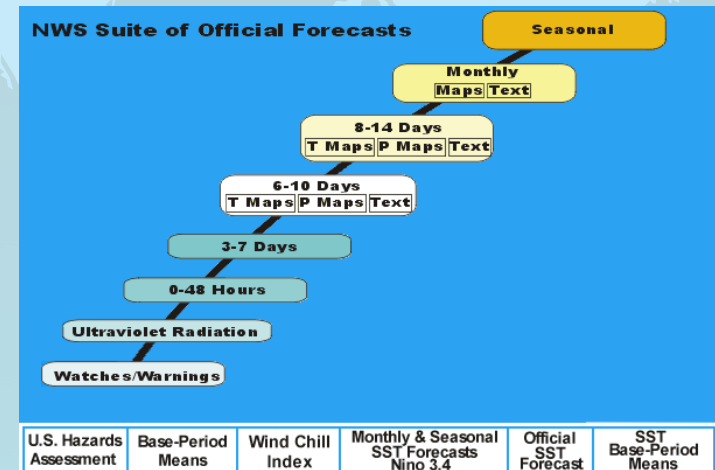 NWS Suite of Official Forecasts
Seasonal
Monthly
Maps Text
8-14 Days
T Maps P Maps Text
6-10 Days
T Maps P Maps Text
3-7 Days
0-48 Hours
Ultraviolet Radiation
Watches/Warnings
U.S. Hazards
Assessment
Base-Period
Means
Wind Chill
Index
Monthly & Seasonal
SST Forecasts
Nino 3.4
Official
SST
Forecast
SST
Base-Period
Means